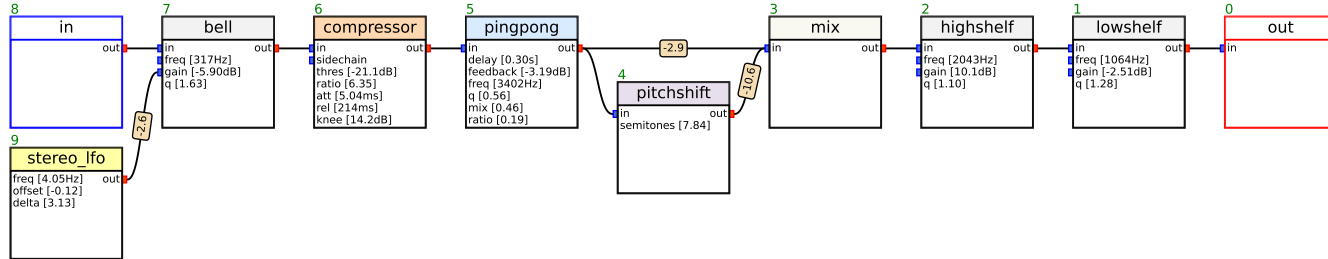 8
in
out
7
bell
in
out
freq [317Hz]
gain [-5.90dB]
q [1.63]
6
compressor
in
out
sidechain
thres [-21.1dB]
ratio [6.35]
att [5.04ms]
rel [214ms]
knee [14.2dB]
5
pingpong
in
out
delay [0.30s]
feedback [-3.19dB]
freq [3402Hz]
q [0.56]
mix [0.46]
ratio [0.19]
-2.9
4
pitchshift
in
out
semitones [7.84]
-10.6
3
mix
in
out
2
highshelf
in
out
freq [2043Hz]
gain [10.1dB]
q [1.10]
1
lowshelf
in
out
freq [1064Hz]
gain [-2.51dB]
q [1.28]
0
out
in
9
stereo_lfo
freq [4.05Hz]
out
offset [-0.12]
delta [3.13]
-2.6